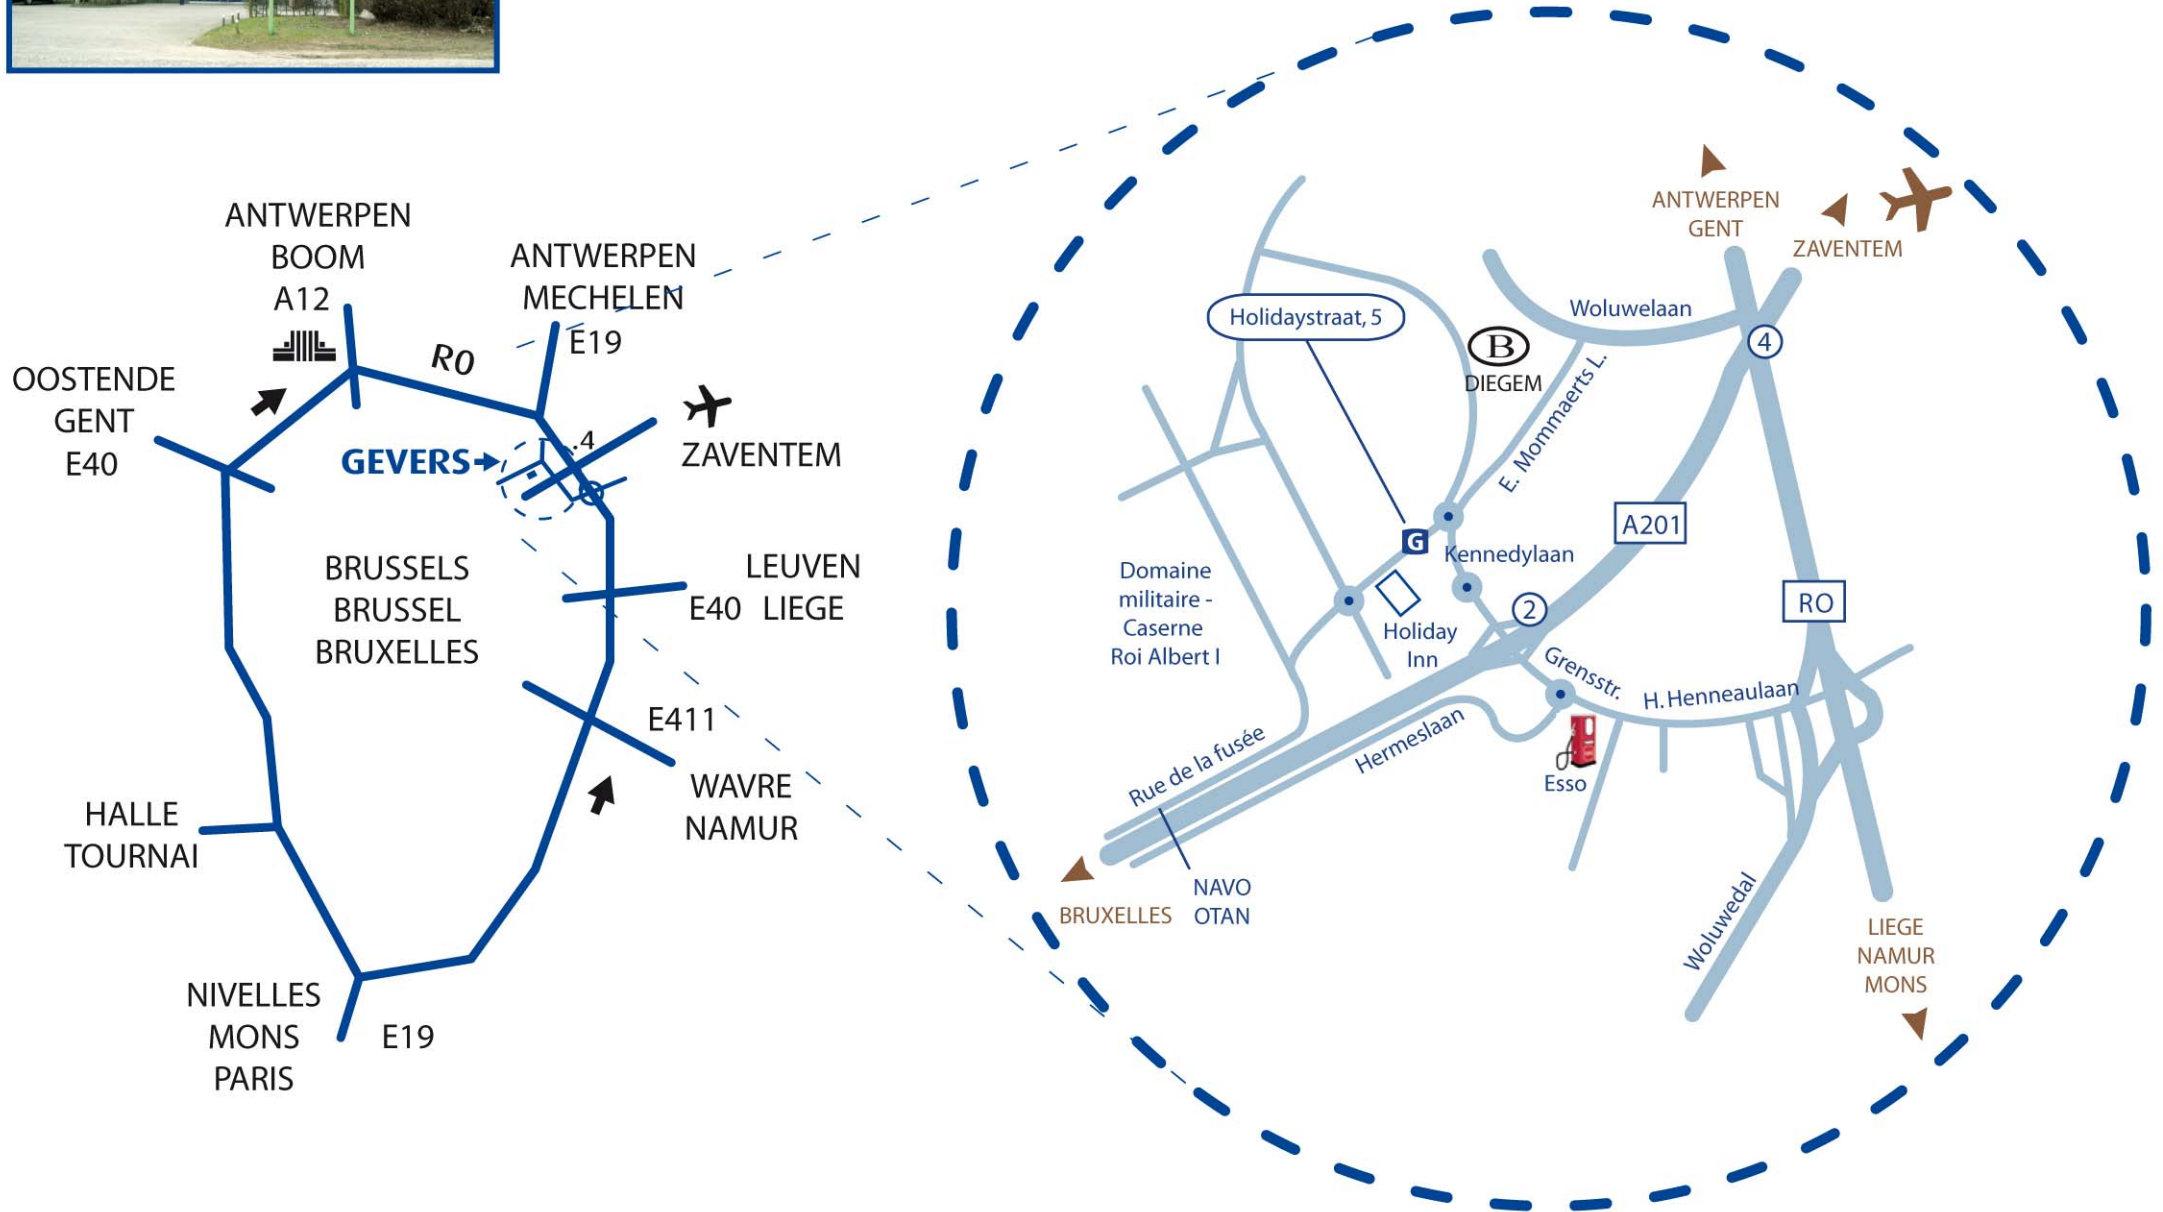 ANTWERPEN
BOOM
A12
ANTWERPEN
MECHELEN
E19
R0
OOSTENDE
GENT
E40
GEVERS
.4
ZAVENTEM
BRUSSELS
BRUSSEL
BRUXELLES
LEUVEN
E40 LIEGE
E411
WAVRE
NAMUR
HALLE
TOURNAI
NIVELLES
MONS
PARIS
E19
ANTWERPEN
GENT
ZAVENTEM
Woluwelaan
4
Holidaystraat, 5
B
DIEGEM
E. Mommaerts L.
A201
G
Kennedylaan
Domaine
militaire -
Caserne
Roi Albert I
2
Holiday
Inn
RO
Grensstr.
H. Henneaulaan
Hermeslaan
Rue de la fusée
Esso
NAVO
OTAN
BRUXELLES
Woluwedal
LIEGE
NAMUR
MONS